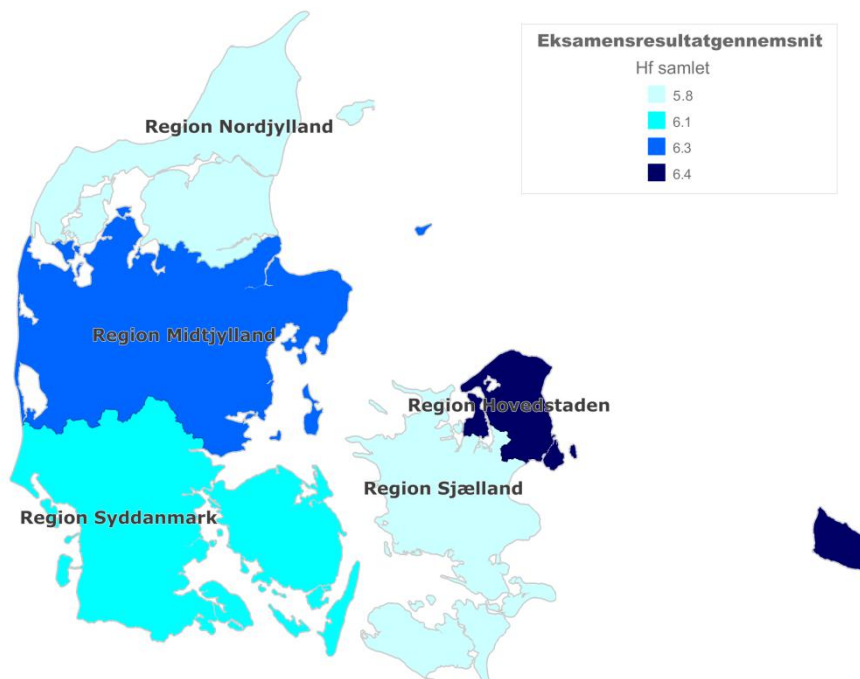 Eksamensresultatgennemsnit
Hf samlet
5.8
6.1
6.3
6.4
Region Nordjylland
Region Midtjylland
Region Hovedstaden
Region Sjælland
Region Syddanmark